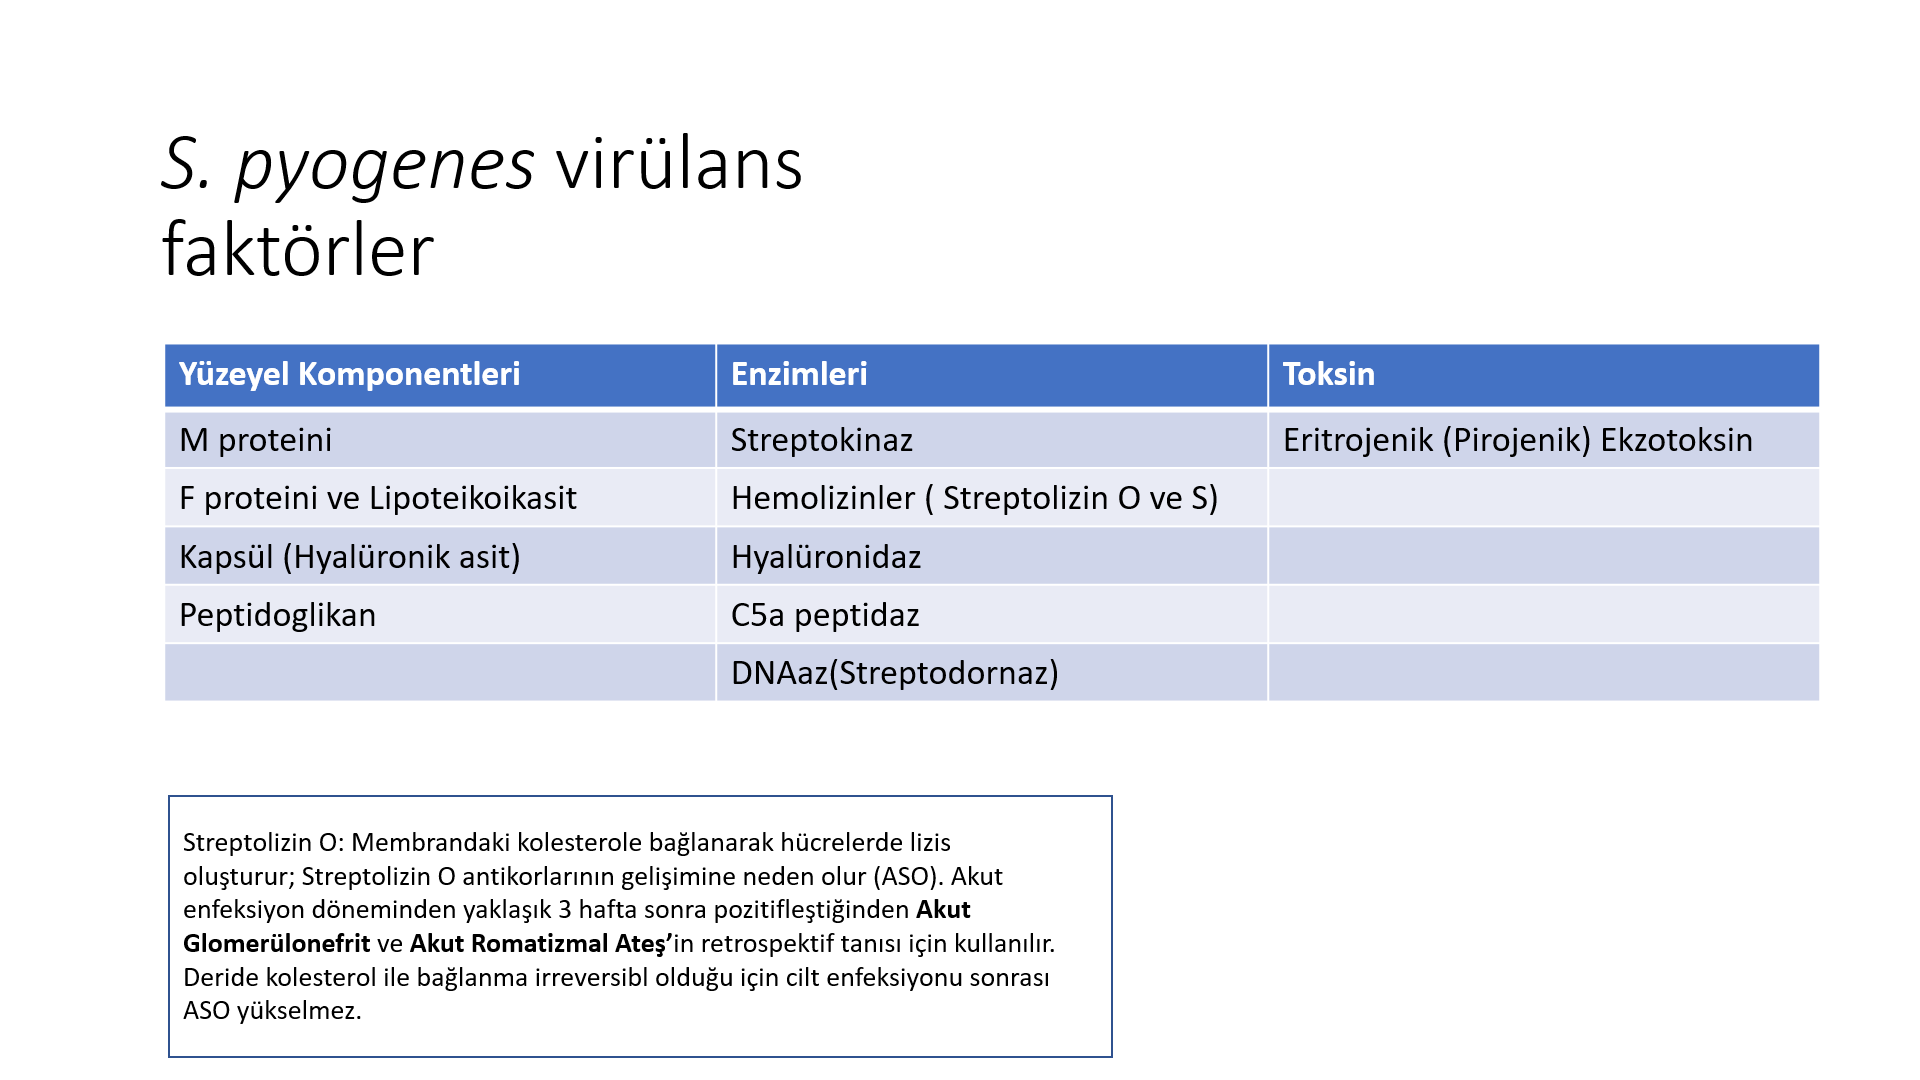 S. pyogenes virülans
faktörler
Yüzeyel Komponentleri Enzimleri Toksin
M proteini Streptokinaz Eritrojenik (Pirojenik) Ekzotoksin
F proteini ve Lipoteikoikasit Hemolizinler ( Streptolizin O ve S)
Kapsül (Hyalüronik asit) Hyalüronidaz
Peptidoglikan C5a peptidaz
DNAaz(Streptodornaz)
Streptolizin O: Membrandaki kolesterole bağlanarak hücrelerde lizis
oluşturur; Streptolizin O antikorlarının gelişimine neden olur (ASO). Akut
enfeksiyon döneminden yaklaşık 3 hafta sonra pozitifleştiğinden Akut
Glomerülonefrit ve Akut Romatizmal Ateş’in retrospektif tanısı için kullanılır.
Deride kolesterol ile bağlanma irreversibl olduğu için cilt enfeksiyonu sonrası
ASO yükselmez.